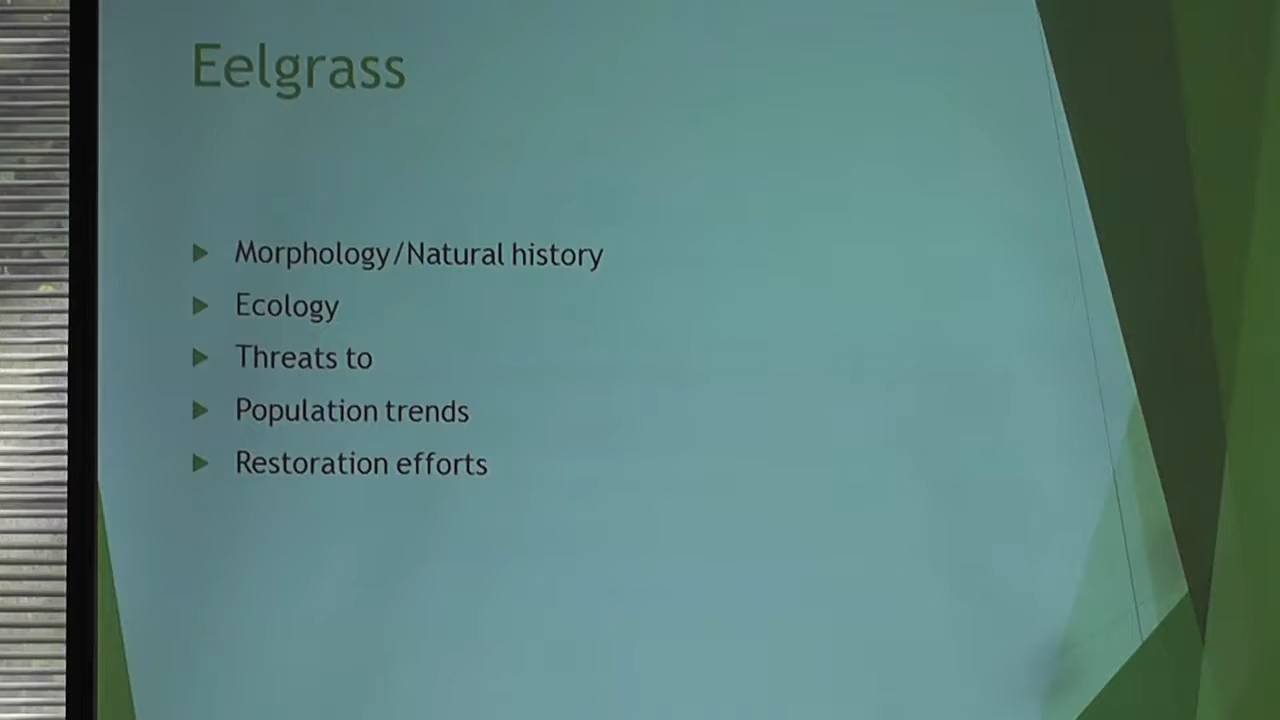 Eelgrass
Morphology/Natural history
Ecology
Threats to
Population trends
Restoration efforts